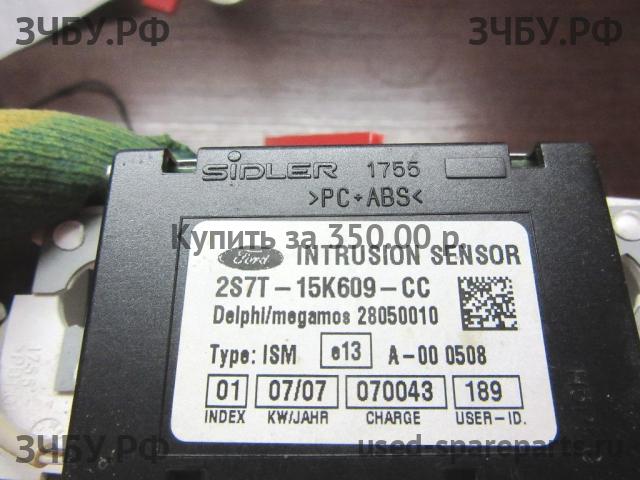 ЗЧБУ.РФ ЗЧБУ.РФ
SiDLER 1755
>PC+ABS<
Купить за 350.00 р.
Ford INTRUSION SENSOR
2S7T-15K609-CC
Delphi/megamos 28050010
Type: ISM e13 A-00 0508
01 07/07 070043 189
INDEX KW/JAHR CHARGE USER-ID.
ЗЧБУ.РФ used-spareparts.ru